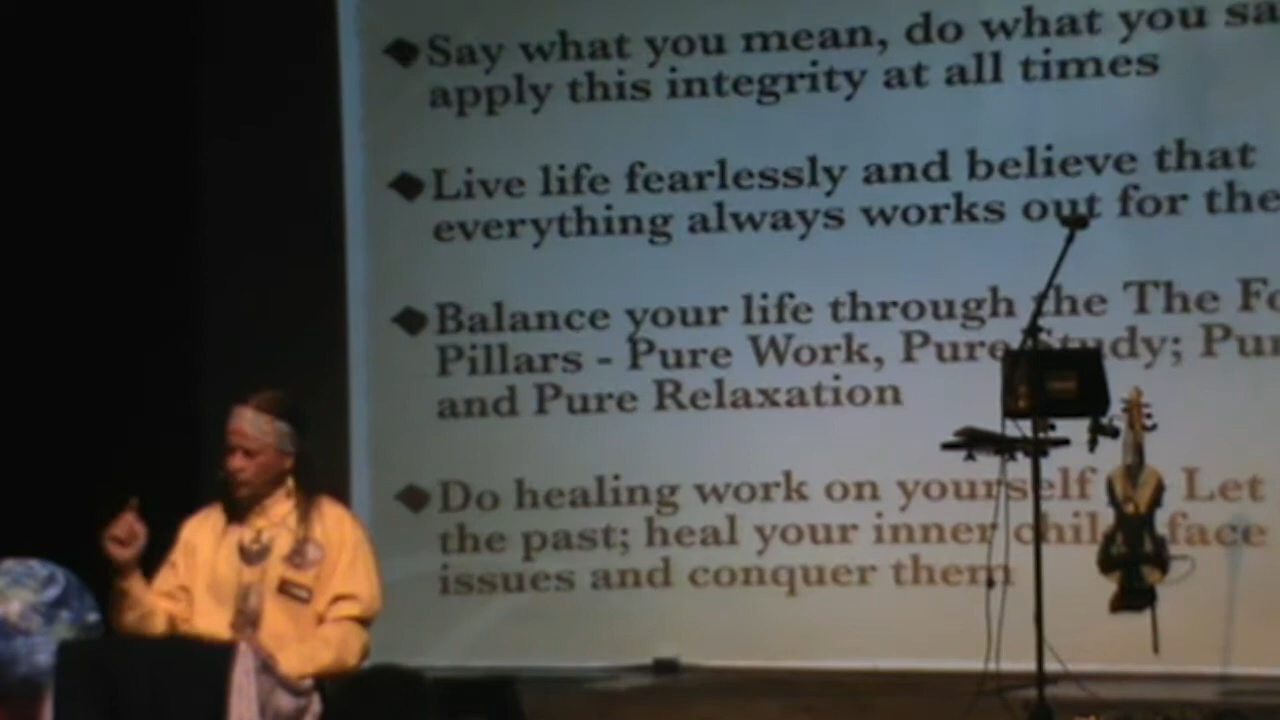 Say what you mean, do what you sa
apply this integrity at all times
Live life fearlessly and believe that
everything always works out for the
Balance your life through the The Fo
Pillars - Pure Work, Pure Study; Pur
and Pure Relaxation
Do healing work on yourself Let
the past; heal your inner child face
issues and conquer them